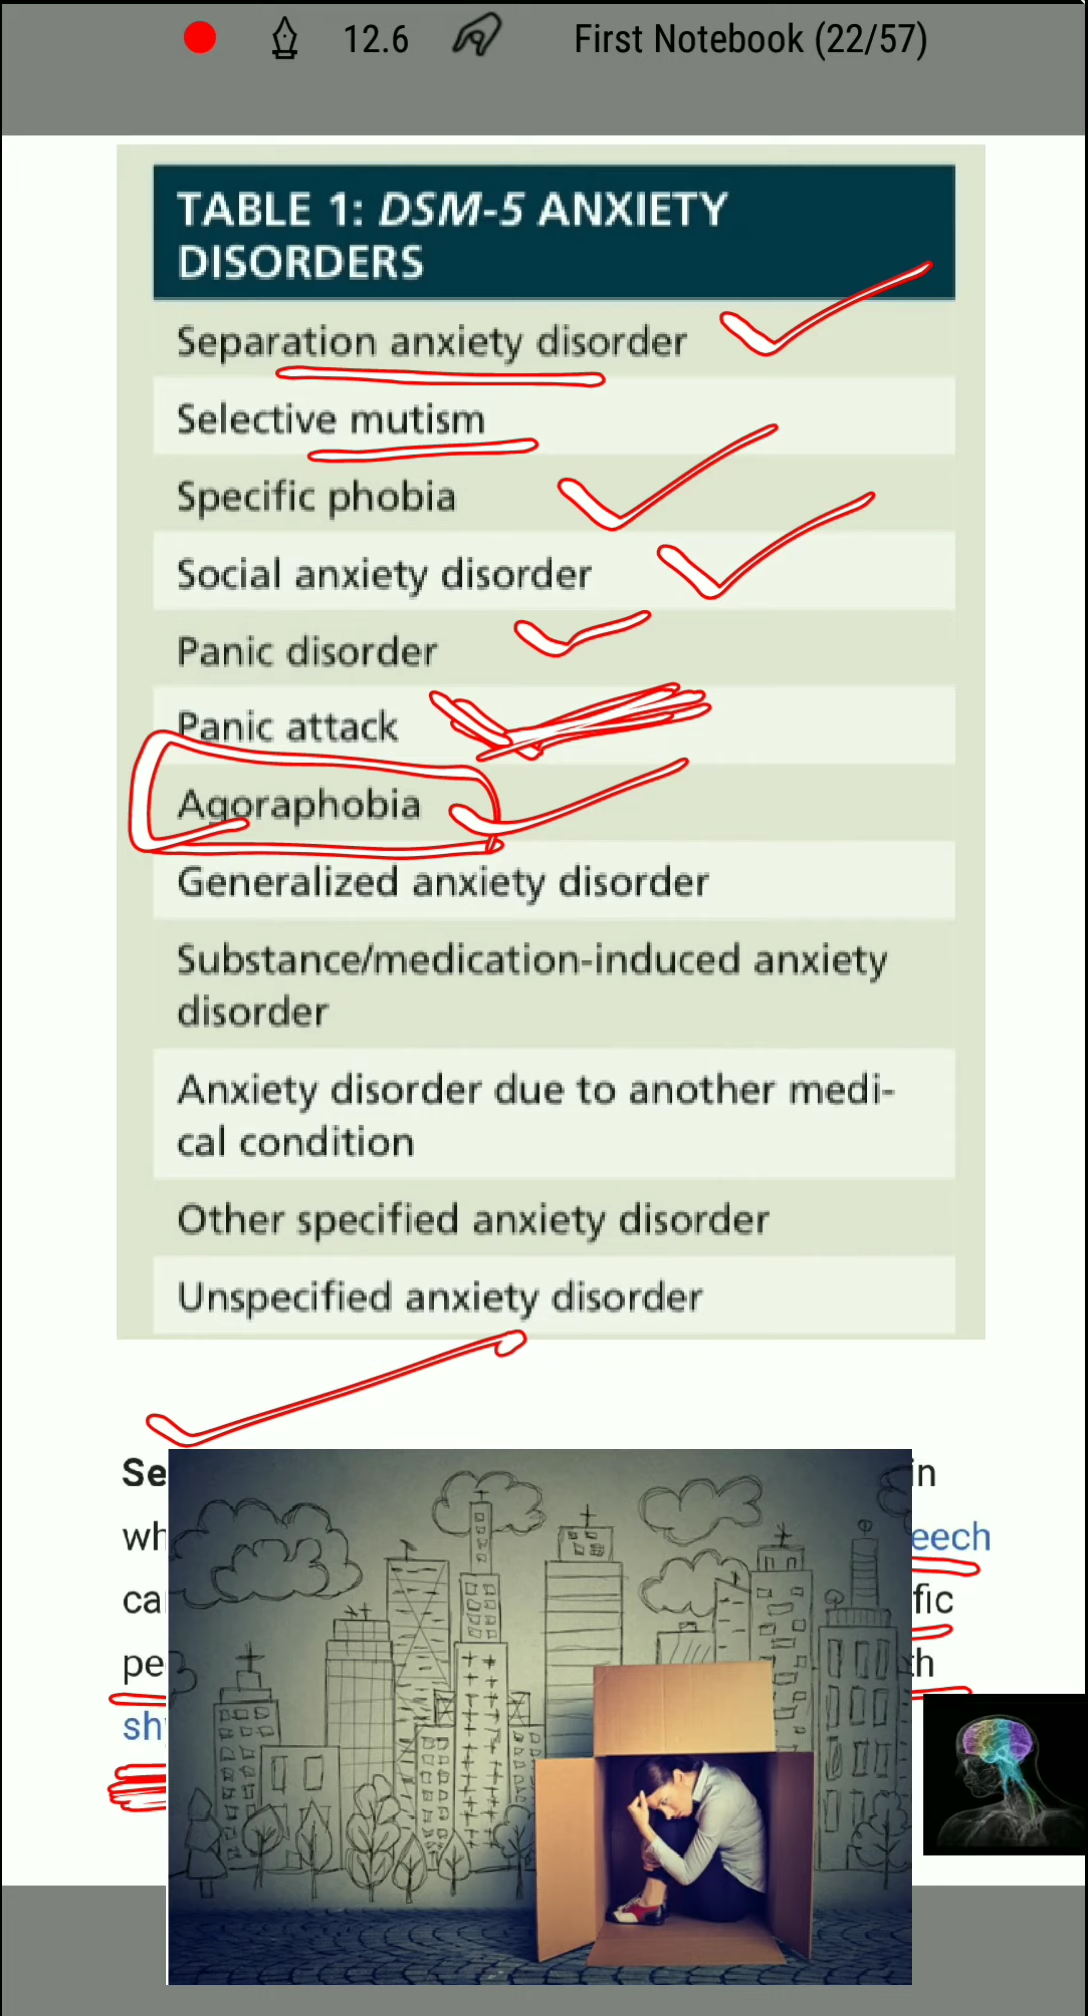 12.6 First Notebook (22/57)
TABLE 1: DSM-5 ANXIETY
DISORDERS
Separation anxiety disorder
Selective mutism
Specific phobia
Social anxiety disorder
Panic disorder
Panic attack
Agoraphobia
Generalized anxiety disorder
Substance/medication-induced anxiety
disorder
Anxiety disorder due to another medi-
cal condition
Other specified anxiety disorder
Unspecified anxiety disorder
in